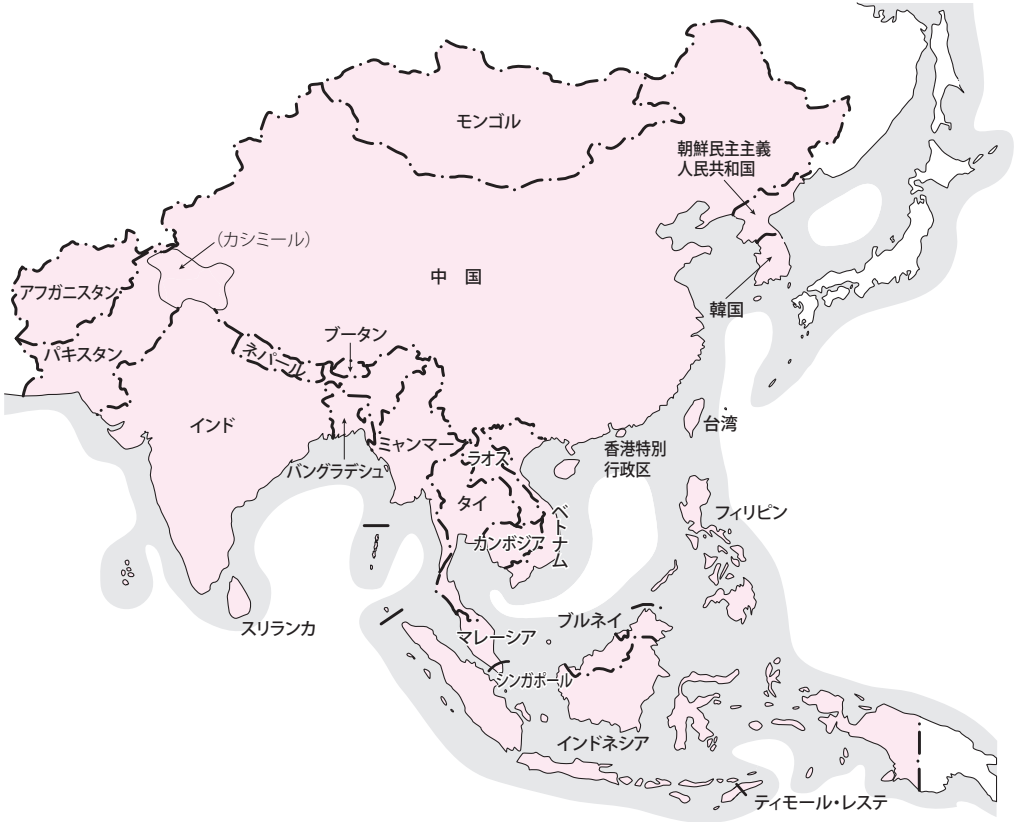 モンゴル
朝鮮民主主義
人民共和国
（カシミール）
中　国
アフガニスタン
韓国
ブータン
パキスタン
ネパール
インド
台湾
ミャンマー
香港特別
行政区
ラオス
バングラデシュ
タイ
ベトナム
フィリピン
カンボジア
ブルネイ
スリランカ
マレーシア
シンガポール
インドネシア
ティモール・レステ